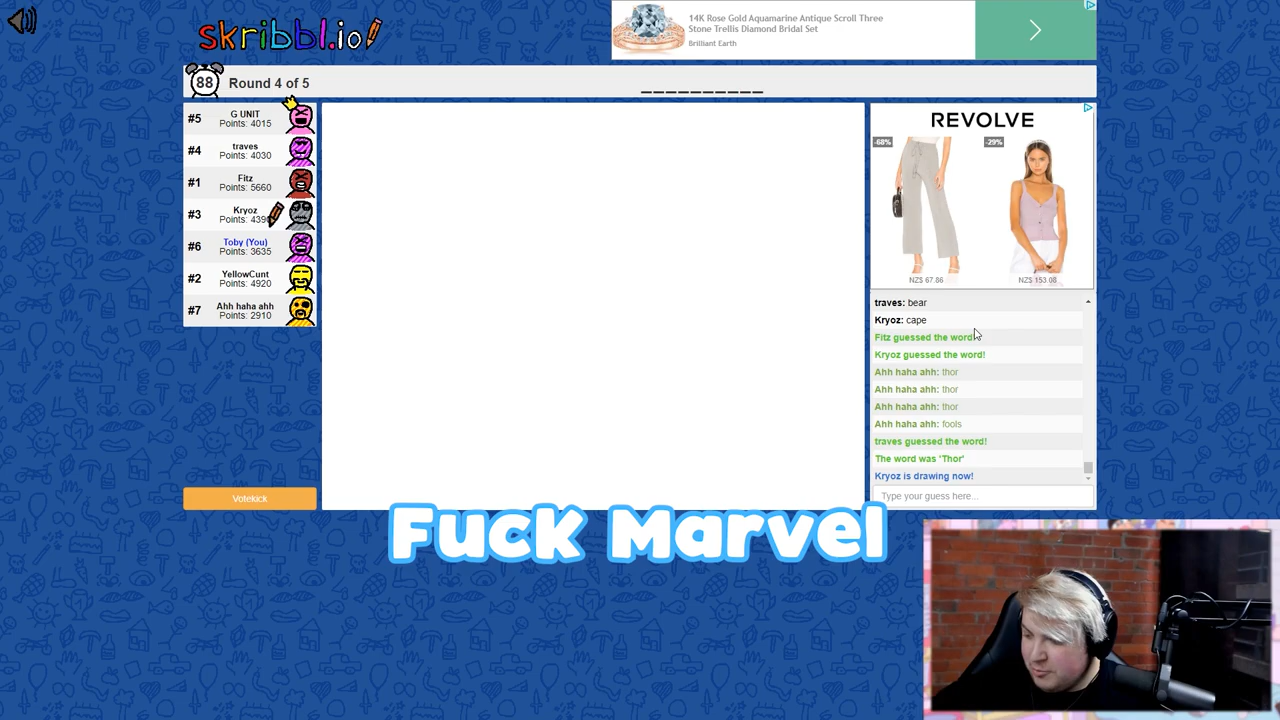 skribbl.io
14K Rose Gold Aquamarine Antique Scroll Three
Stone Trellis Diamond Bridal Set
Brilliant Earth
88
Round 4 of 5
__________
#5
G UNIT
Points: 4015
#4
traves
Points: 4030
#1
Fitz
Points: 5660
#3
Kryoz
Points: 439
#6
Toby (You)
Points: 3635
#2
YellowCunt
Points: 4920
#7
Ahh haha ahh
Points: 2910
Votekick
REVOLVE
-68%
-29%
NZ$ 67.86
NZ$ 153.08
traves: bear
Kryoz: cape
Fitz guessed the word!
Kryoz guessed the word!
Ahh haha ahh: thor
Ahh haha ahh: thor
Ahh haha ahh: thor
Ahh haha ahh: fools
traves guessed the word!
The word was 'Thor'
Kryoz is drawing now!
Type your guess here...
Fuck Marvel